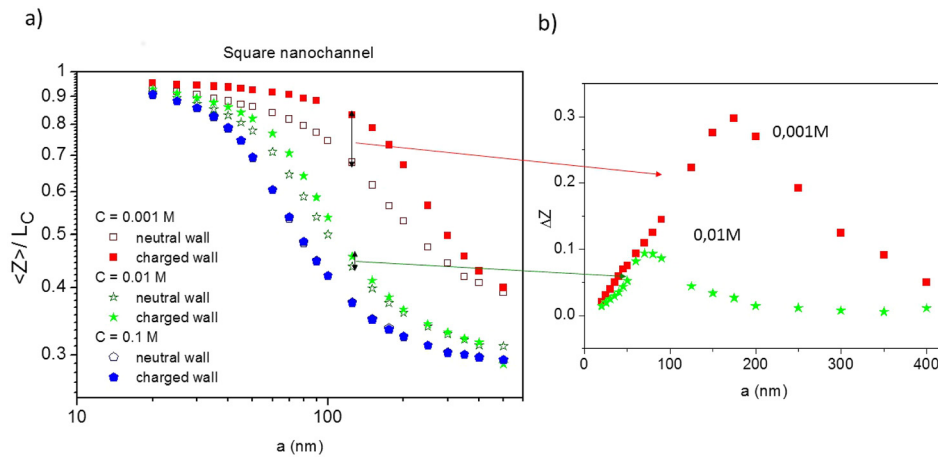 a)
Square nanochannel
1
0.9
0.8
0.7
0.6
0.5
0.4
0.3
<Z>/ L_C
C = 0.001 M
neutral wall
charged wall
C = 0.01 M
neutral wall
charged wall
C = 0.1 M
neutral wall
charged wall
10
100
a (nm)
b)
0.3
0.2
0.1
0.0
ΔZ
0,001M
0,01M
0
100
200
300
400
a (nm)